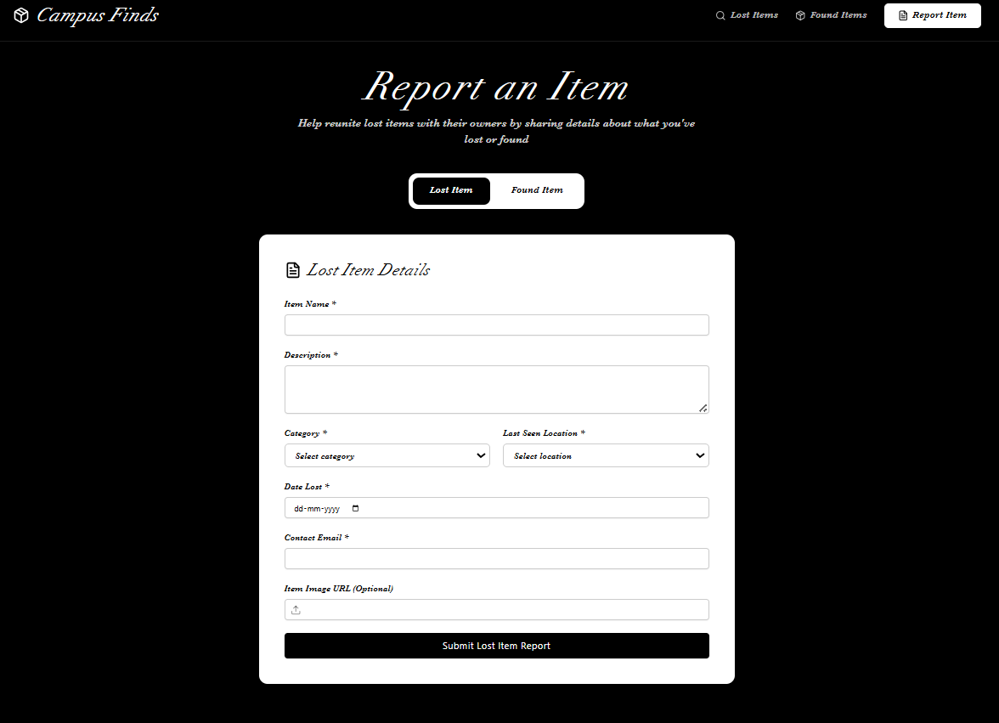 Campus Finds
Lost Items
Found Items
Report Item
Report an Item
Help reunite lost items with their owners by sharing details about what you've
lost or found
Lost Item
Found Item
Lost Item Details
Item Name *
Description *
Category *
Last Seen Location *
Select category
Select location
Date Lost *
dd-mm-yyyy
Contact Email *
Item Image URL (Optional)
Submit Lost Item Report